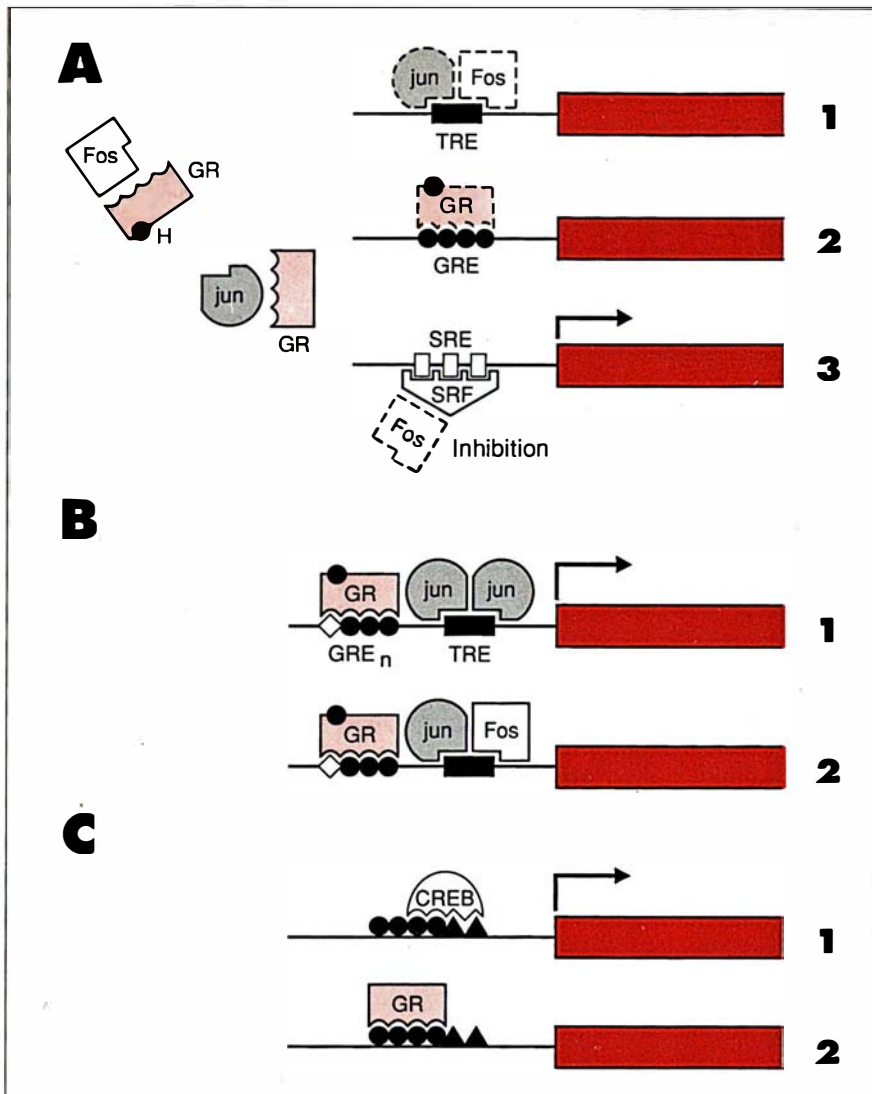 A
jun Fos
TRE
1
Fos
GR
H
GR
GRE
2
jun
GR
SRE
SRF
Fos
Inhibition
3
B
GR jun jun
GRE n TRE
1
GR jun Fos
2
C
CREB
1
GR
2